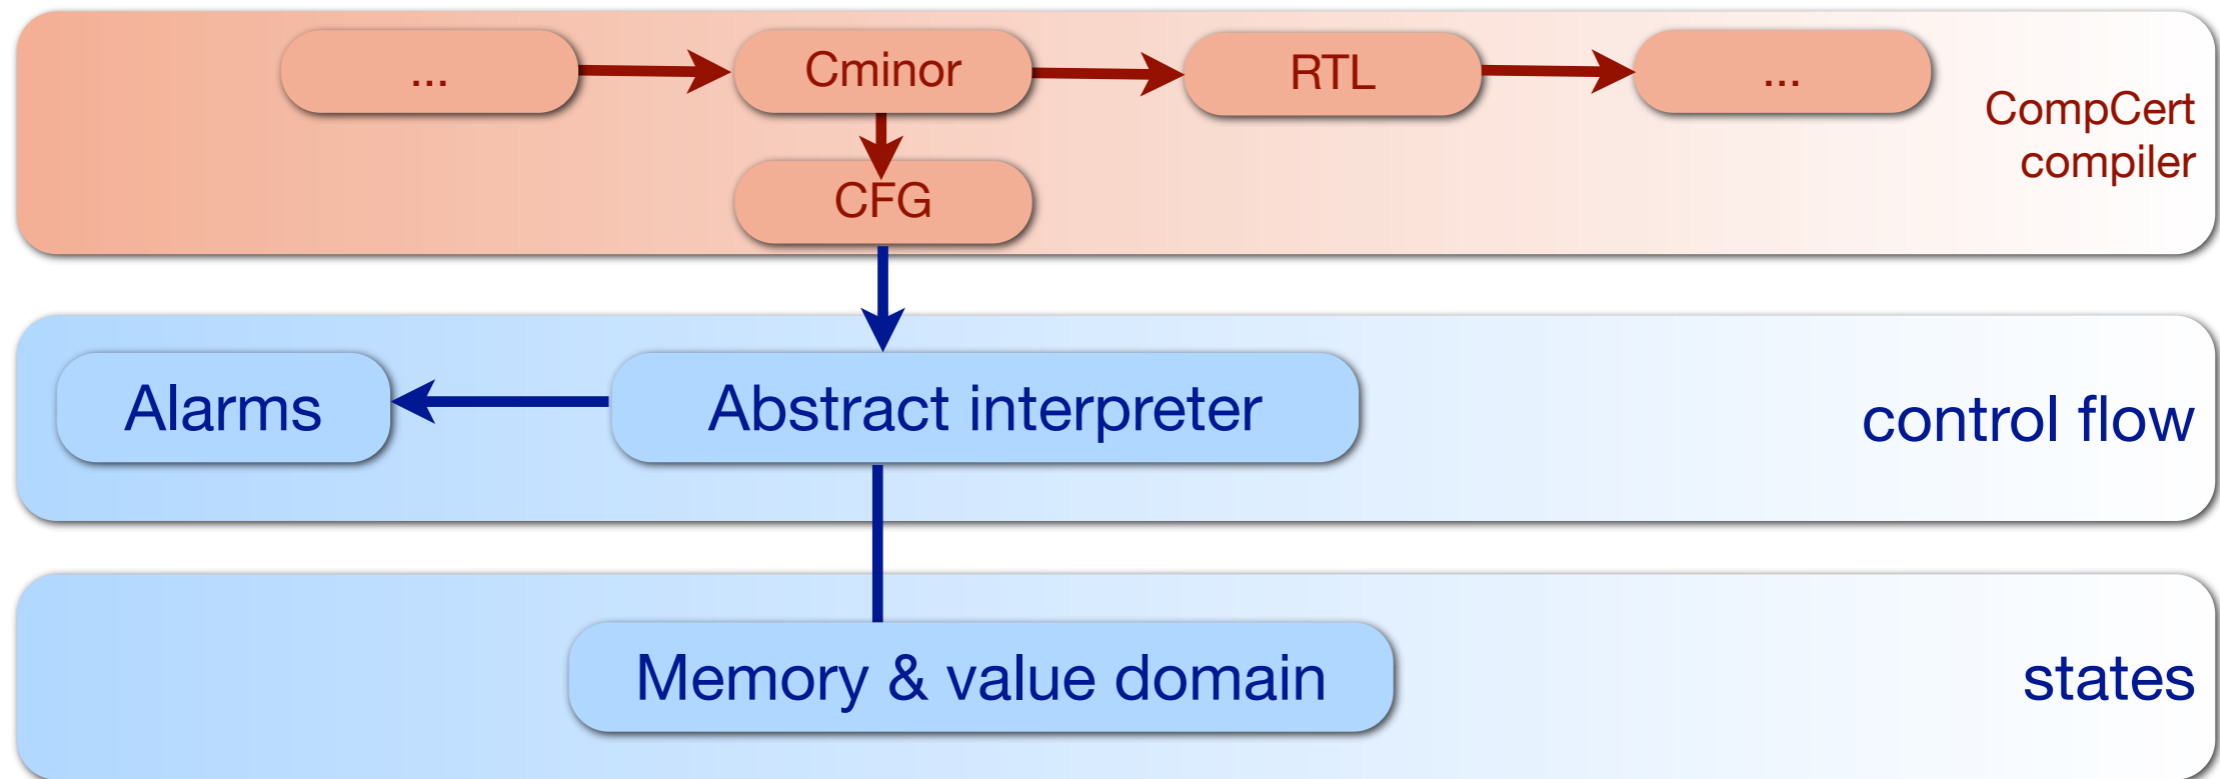 ...
Cminor
RTL
...
CompCert
compiler
CFG
Alarms
Abstract interpreter
control flow
Memory & value domain
states